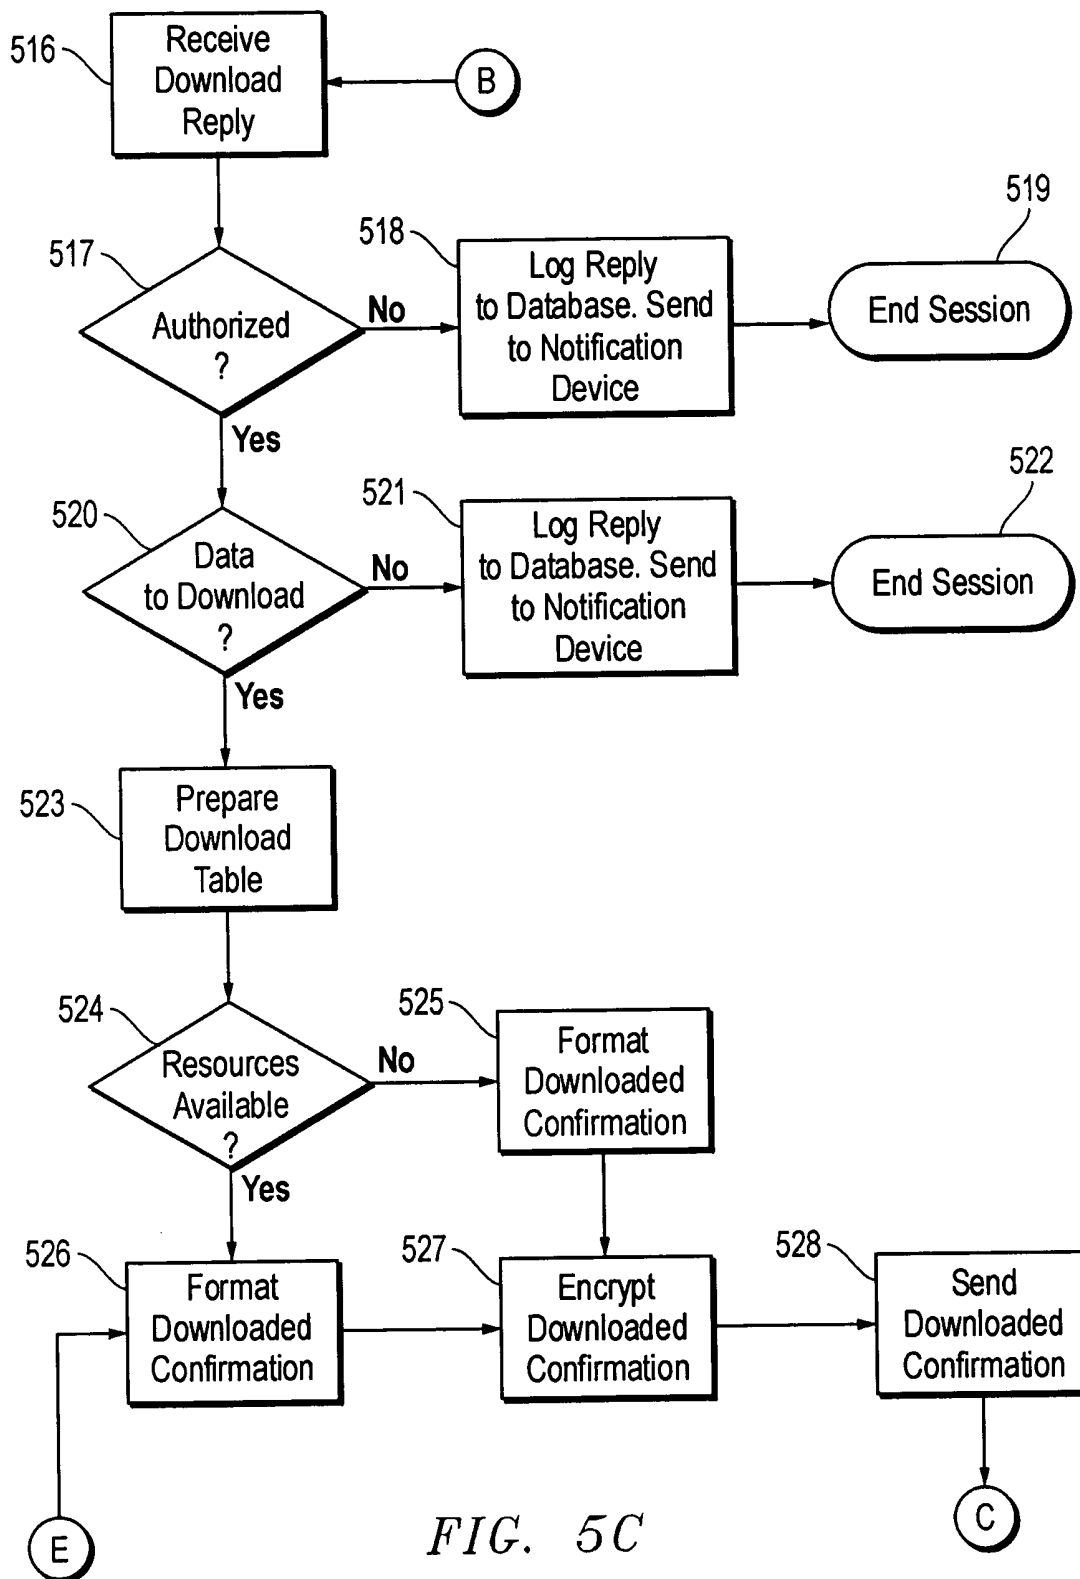 516
Receive
Download
Reply
B
517
Authorized
?
No
Yes
518
Log Reply
to Database. Send
to Notification
Device
519
End Session
520
Data
to Download
?
No
Yes
521
Log Reply
to Database. Send
to Notification
Device
522
End Session
523
Prepare
Download
Table
524
Resources
Available
?
No
Yes
525
Format
Downloaded
Confirmation
526
Format
Downloaded
Confirmation
527
Encrypt
Downloaded
Confirmation
528
Send
Downloaded
Confirmation
E
C
FIG. 5C